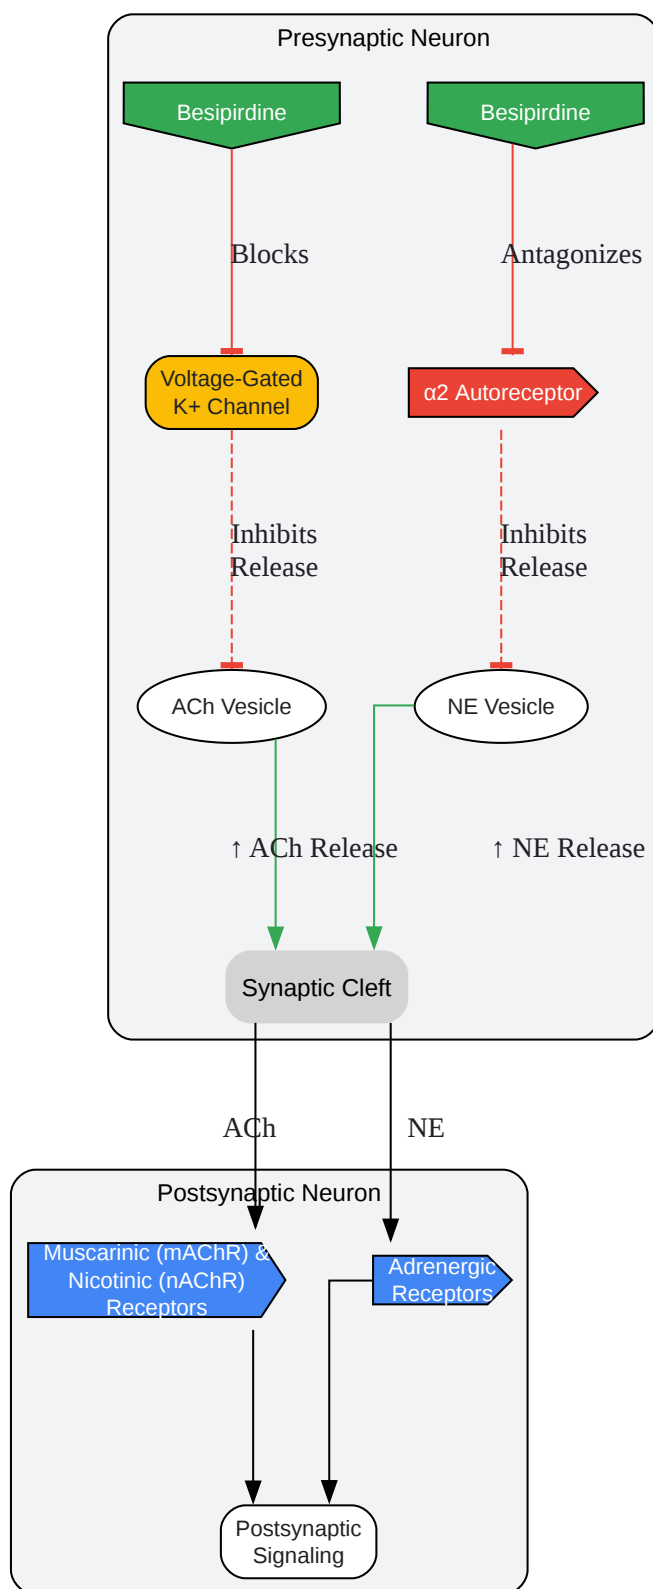 Presynaptic Neuron
Besipirdine
Besipirdine
Blocks
Antagonizes
Voltage-Gated
K+ Channel
α2 Autoreceptor
Inhibits
Release
Inhibits
Release
ACh Vesicle
NE Vesicle
↑ ACh Release
↑ NE Release
Synaptic Cleft
ACh
NE
Postsynaptic Neuron
Muscarinic (mAChR) &
Nicotinic (nAChR)
Receptors
Adrenergic
Receptors
Postsynaptic
Signaling